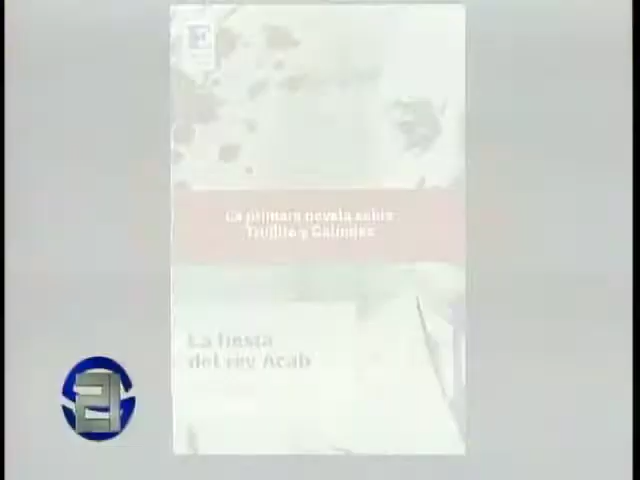 La primera novela sobre
Trujillo y Galíndez
La fiesta
del rey Acab